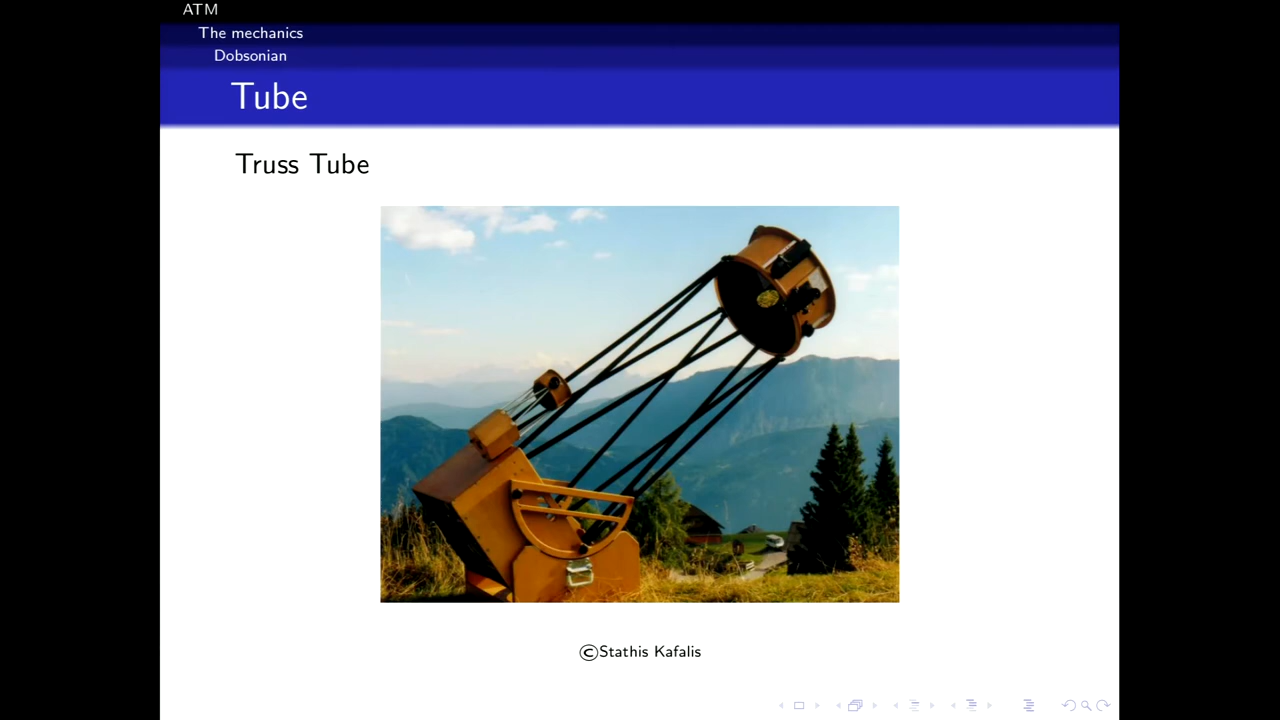 ATM
The mechanics
Dobsonian
Tube
Truss Tube
©Stathis Kafalis